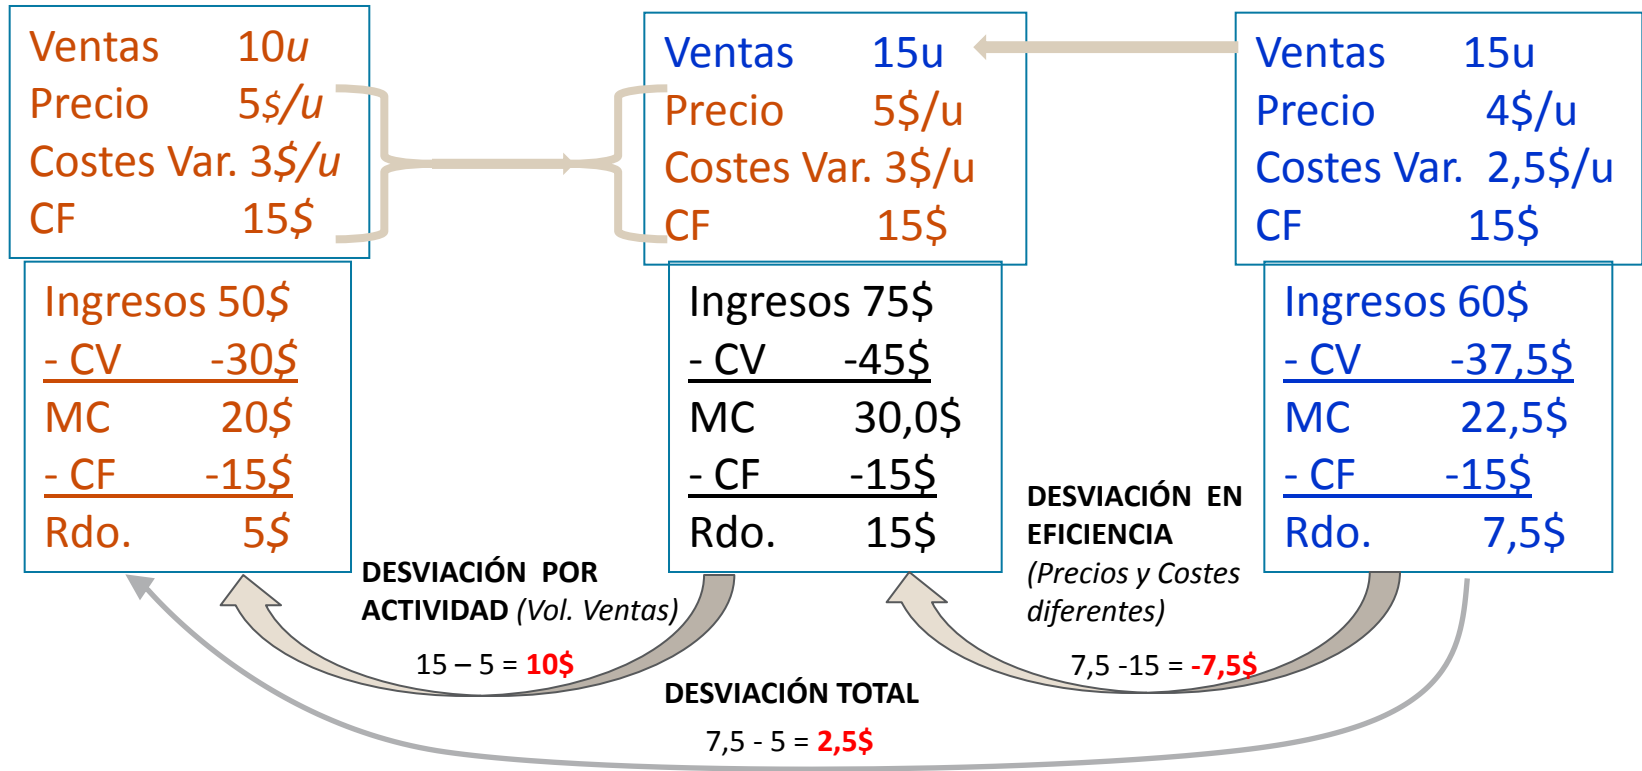 Ventas 10u
Precio 5$/u
Costes Var. 3$/u
CF 15$
Ingresos 50$
- CV -30$
MC 20$
- CF -15$
Rdo. 5$
Ventas 15u
Precio 5$/u
Costes Var. 3$/u
CF 15$
Ingresos 75$
- CV -45$
MC 30,0$
- CF -15$
Rdo. 15$
Ventas 15u
Precio 4$/u
Costes Var. 2,5$/u
CF 15$
Ingresos 60$
- CV -37,5$
MC 22,5$
- CF -15$
Rdo. 7,5$
DESVIACIÓN POR
ACTIVIDAD (Vol. Ventas)
15 – 5 = 10$
DESVIACIÓN EN
EFICIENCIA
(Precios y Costes
diferentes)
7,5 -15 = -7,5$
DESVIACIÓN TOTAL
7,5 - 5 = 2,5$